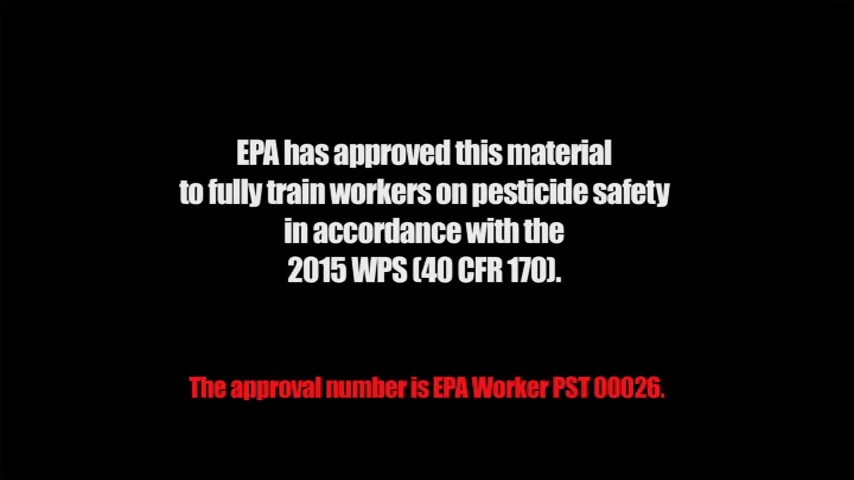 EPA has approved this material
to fully train workers on pesticide safety
in accordance with the
2015 WPS (40 CFR 170).
The approval number is EPA Worker PST 00026.